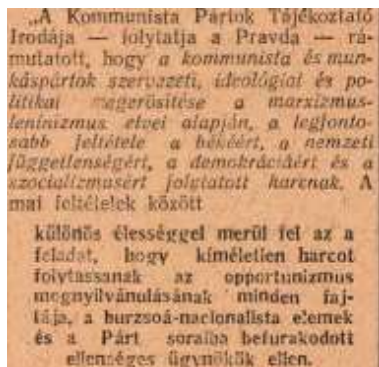 „A Kommunista Pártok Tájékoztató
Irodája — folytatja a Pravda — rá-
mutatott, hogy a kommunista és mun-
káspártok szervezeti, ideológiai és po-
litikai megerősítése a marxizmus-
leninizmus elvei alapján, a legfonto-
sabb feltétele a békéért, a nemzeti
függetlenségért, a demokráciáért és a
szocializmusért folytatott harcnak. A
mai feltételek között
különös élességgel merül fel az a
feladat, hogy kíméletlen harcot
folytassanak az opportunizmus
megnyilvánulásának minden faj-
tája, a burzsoá-nacionalista elemek
és a Párt soraiba befurakodott
ellenséges ügynökök ellen.